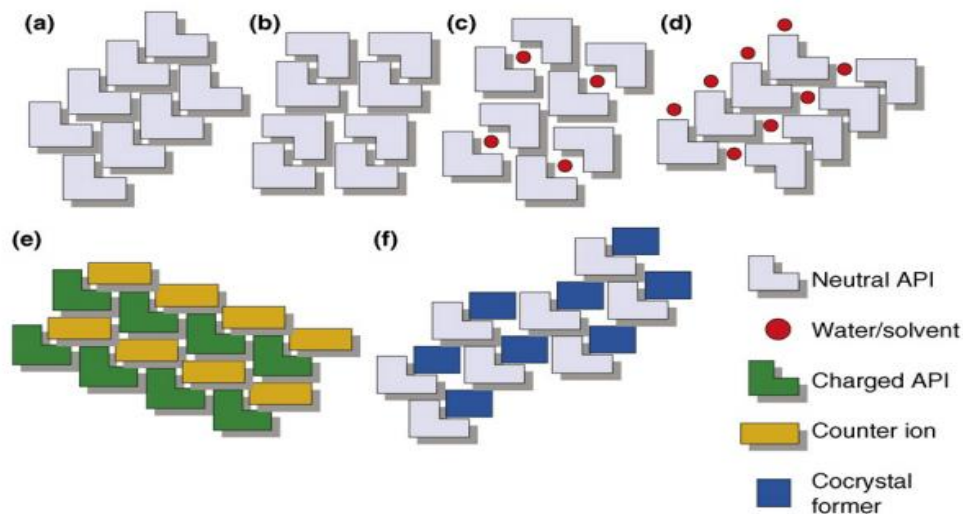 (a)
(b)
(c)
(d)
(e)
(f)
Neutral API
Water/solvent
Charged API
Counter ion
Cocrystal
former